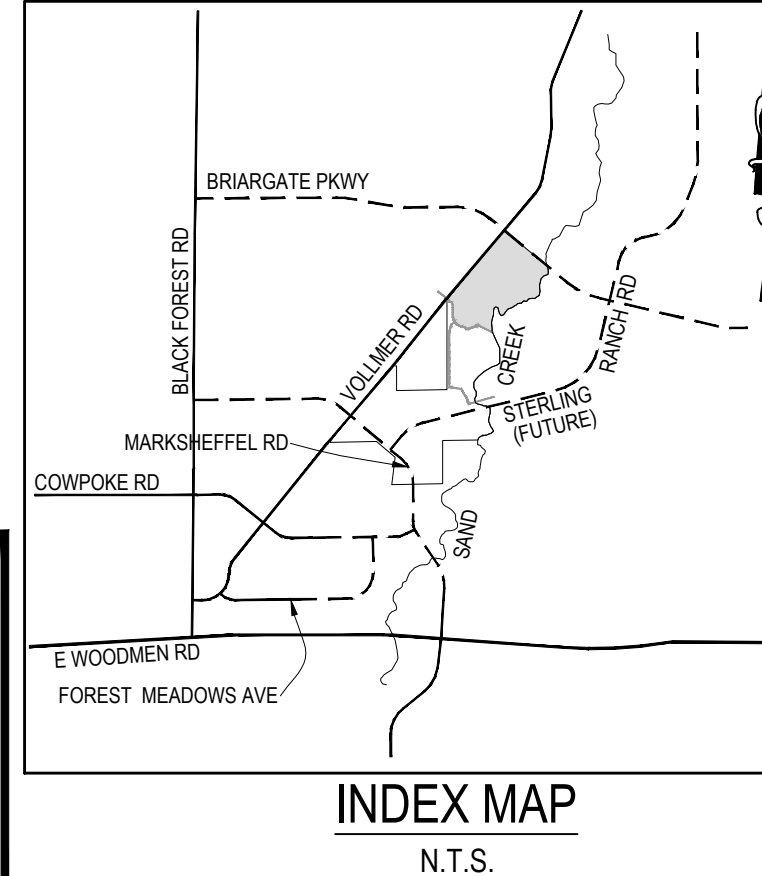 BRIARGATE PKWY
BLACK FOREST RD
VOLLMER RD
RANCH RD
CREEK
STERLING
(FUTURE)
MARKSHEFFEL RD
COWPOKE RD
SAND
E WOODMEN RD
FOREST MEADOWS AVE
INDEX MAP
N.T.S.